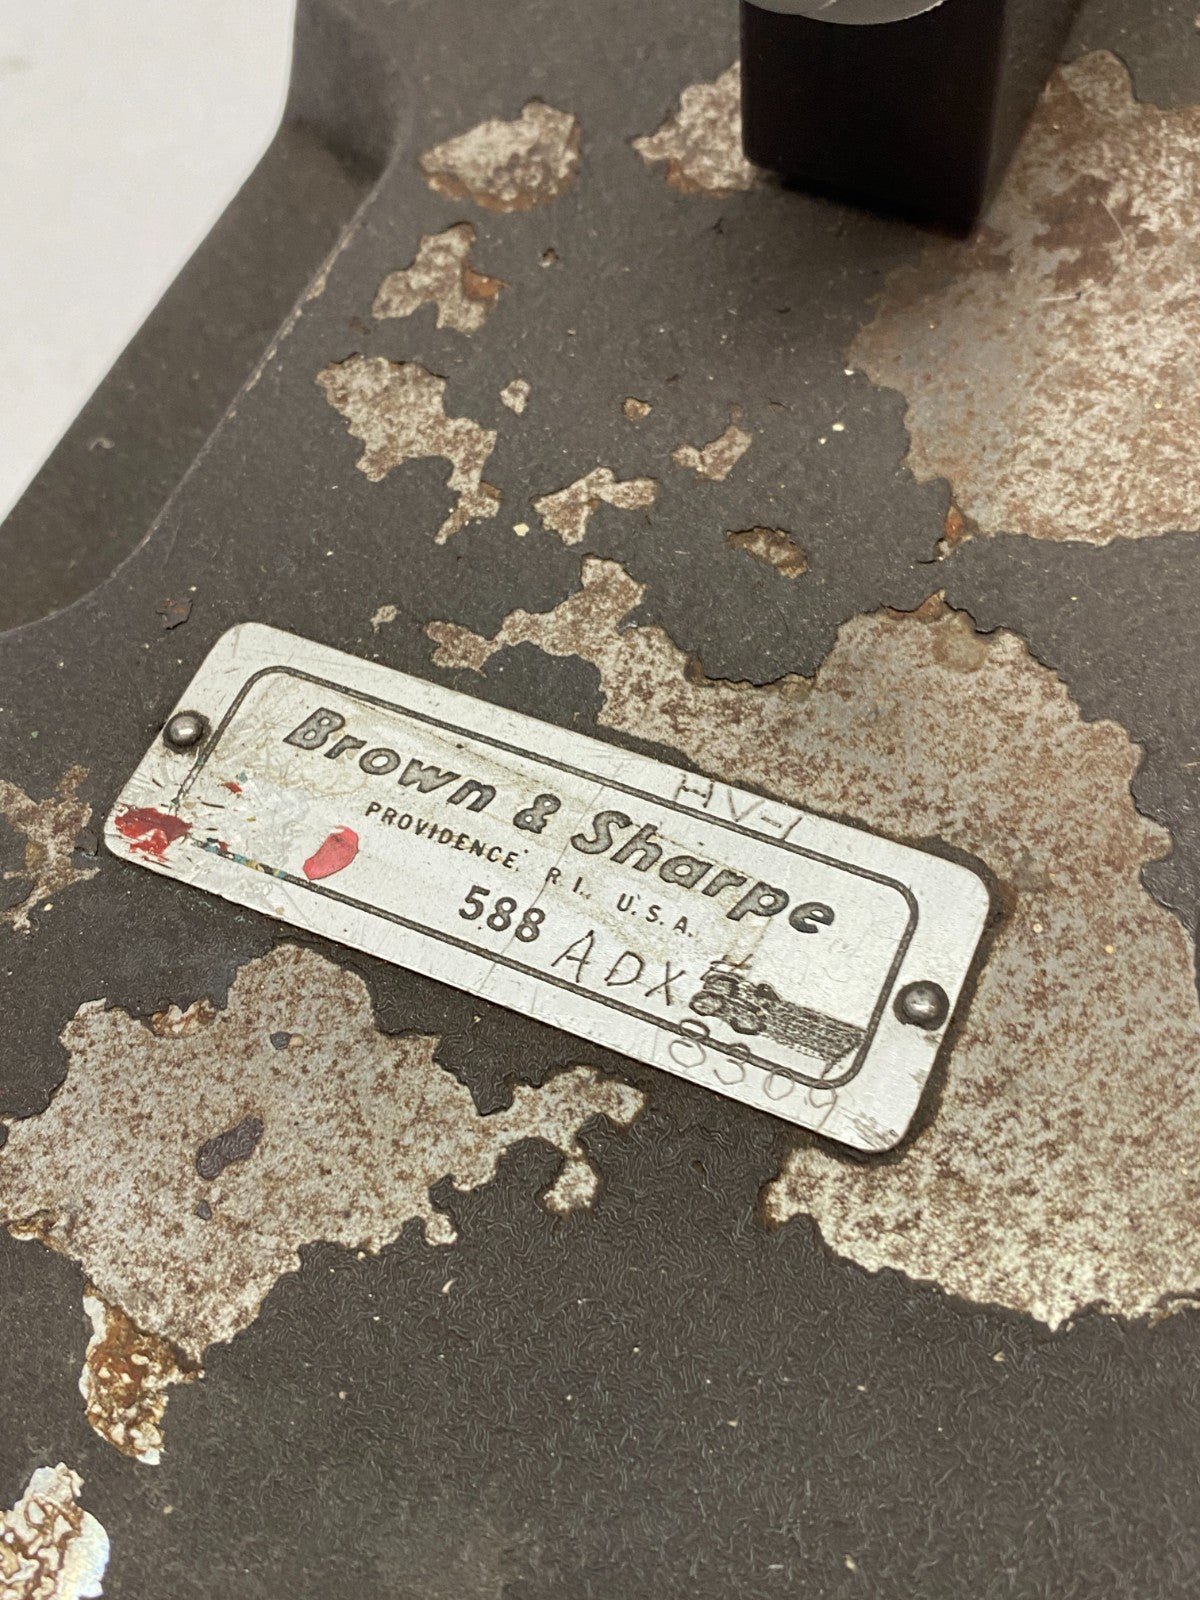 HV-1
Brown & Sharpe
PROVIDENCE, R.I., U.S.A.
588 ADX #
8309